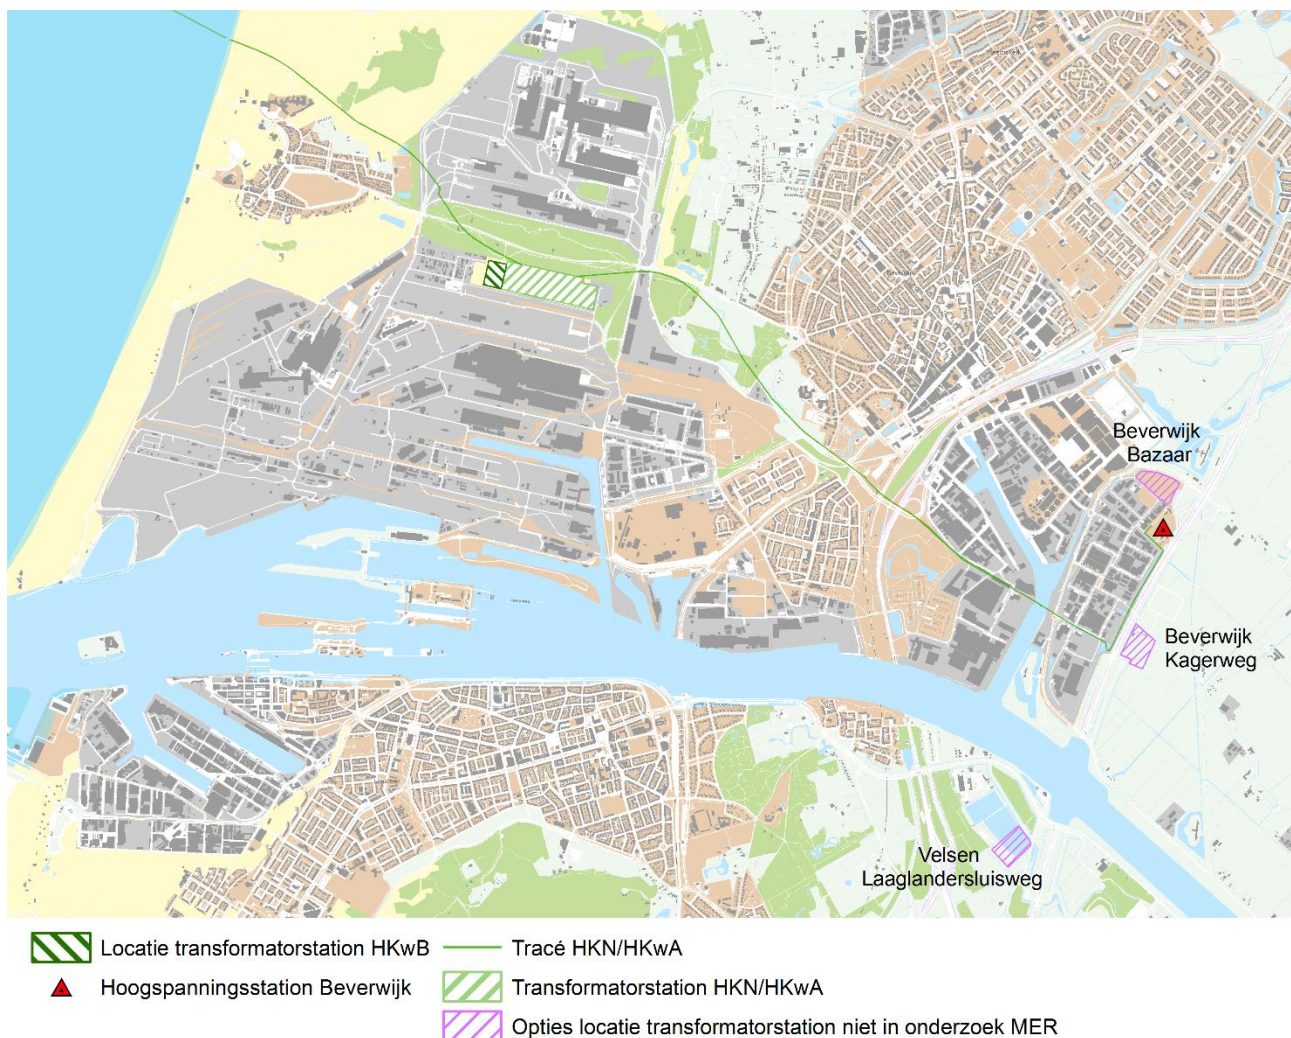 Beverwijk
Bazaar
Beverwijk
Kagerweg
Velsen
Laaglandersluisweg
Locatie transformatorstation HKwB
Tracé HKN/HKwA
Hoogspanningsstation Beverwijk
Transformatorstation HKN/HKwA
Opties locatie transformatorstation niet in onderzoek MER